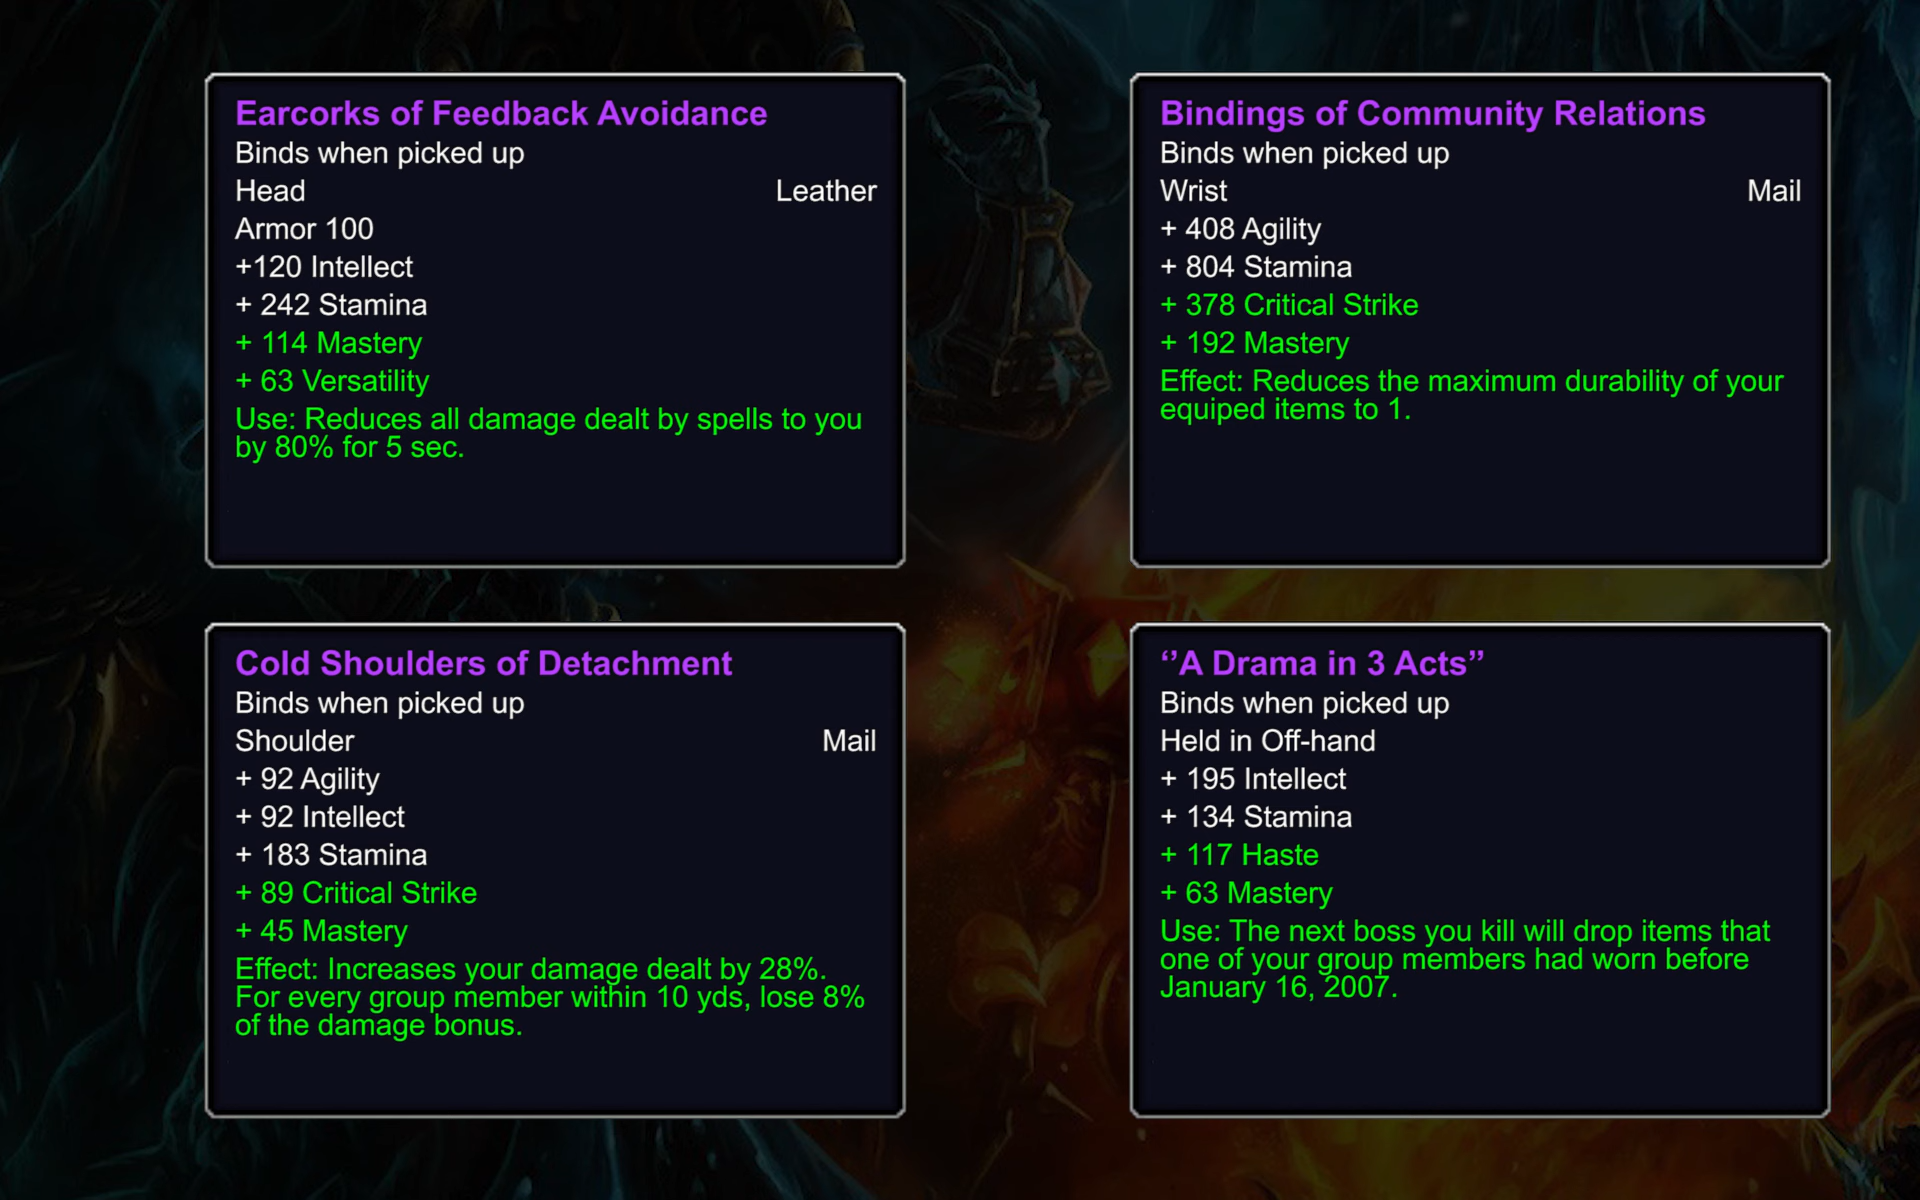 Earcorks of Feedback Avoidance
Binds when picked up
Head Leather
Armor 100
+120 Intellect
+ 242 Stamina
+ 114 Mastery
+ 63 Versatility
Use: Reduces all damage dealt by spells to you
by 80% for 5 sec.
Bindings of Community Relations
Binds when picked up
Wrist Mail
+ 408 Agility
+ 804 Stamina
+ 378 Critical Strike
+ 192 Mastery
Effect: Reduces the maximum durability of your
equiped items to 1.
Cold Shoulders of Detachment
Binds when picked up
Shoulder Mail
+ 92 Agility
+ 92 Intellect
+ 183 Stamina
+ 89 Critical Strike
+ 45 Mastery
Effect: Increases your damage dealt by 28%.
For every group member within 10 yds, lose 8%
of the damage bonus.
‘’A Drama in 3 Acts’’
Binds when picked up
Held in Off-hand
+ 195 Intellect
+ 134 Stamina
+ 117 Haste
+ 63 Mastery
Use: The next boss you kill will drop items that
one of your group members had worn before
January 16, 2007.